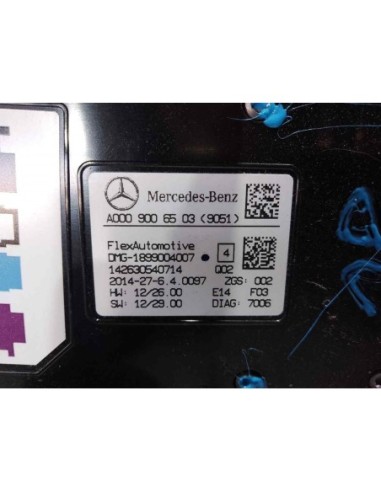 Mercedes-Benz
A000 900 65 03 (9051)
FlexAutomotive
DMG-1899004007 4
142630540714 Q02
2014-27-6.4.0097 ZGS: 002
HW: 12/26.00 E14 F03
SW: 12/29.00 DIAG: 7006